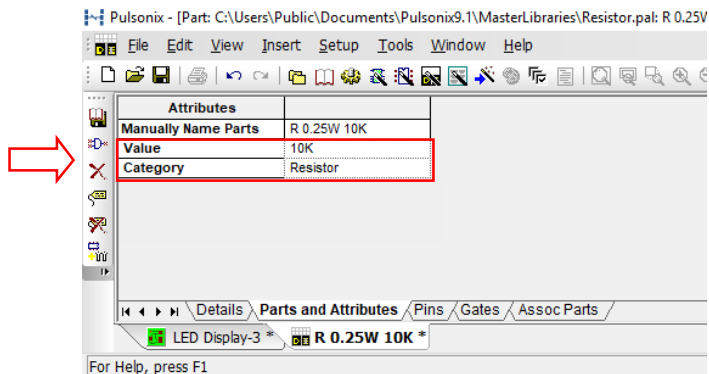 Pulsonix - [Part: C:\Users\Public\Documents\Pulsonix9.1\MasterLibraries\Resistor.pal: R 0.25W
File Edit View Insert Setup Tools Window Help
Attributes
Manually Name Parts R 0.25W 10K
Value 10K
Category Resistor
Details Parts and Attributes Pins Gates Assoc Parts
LED Display-3 * R 0.25W 10K *
For Help, press F1